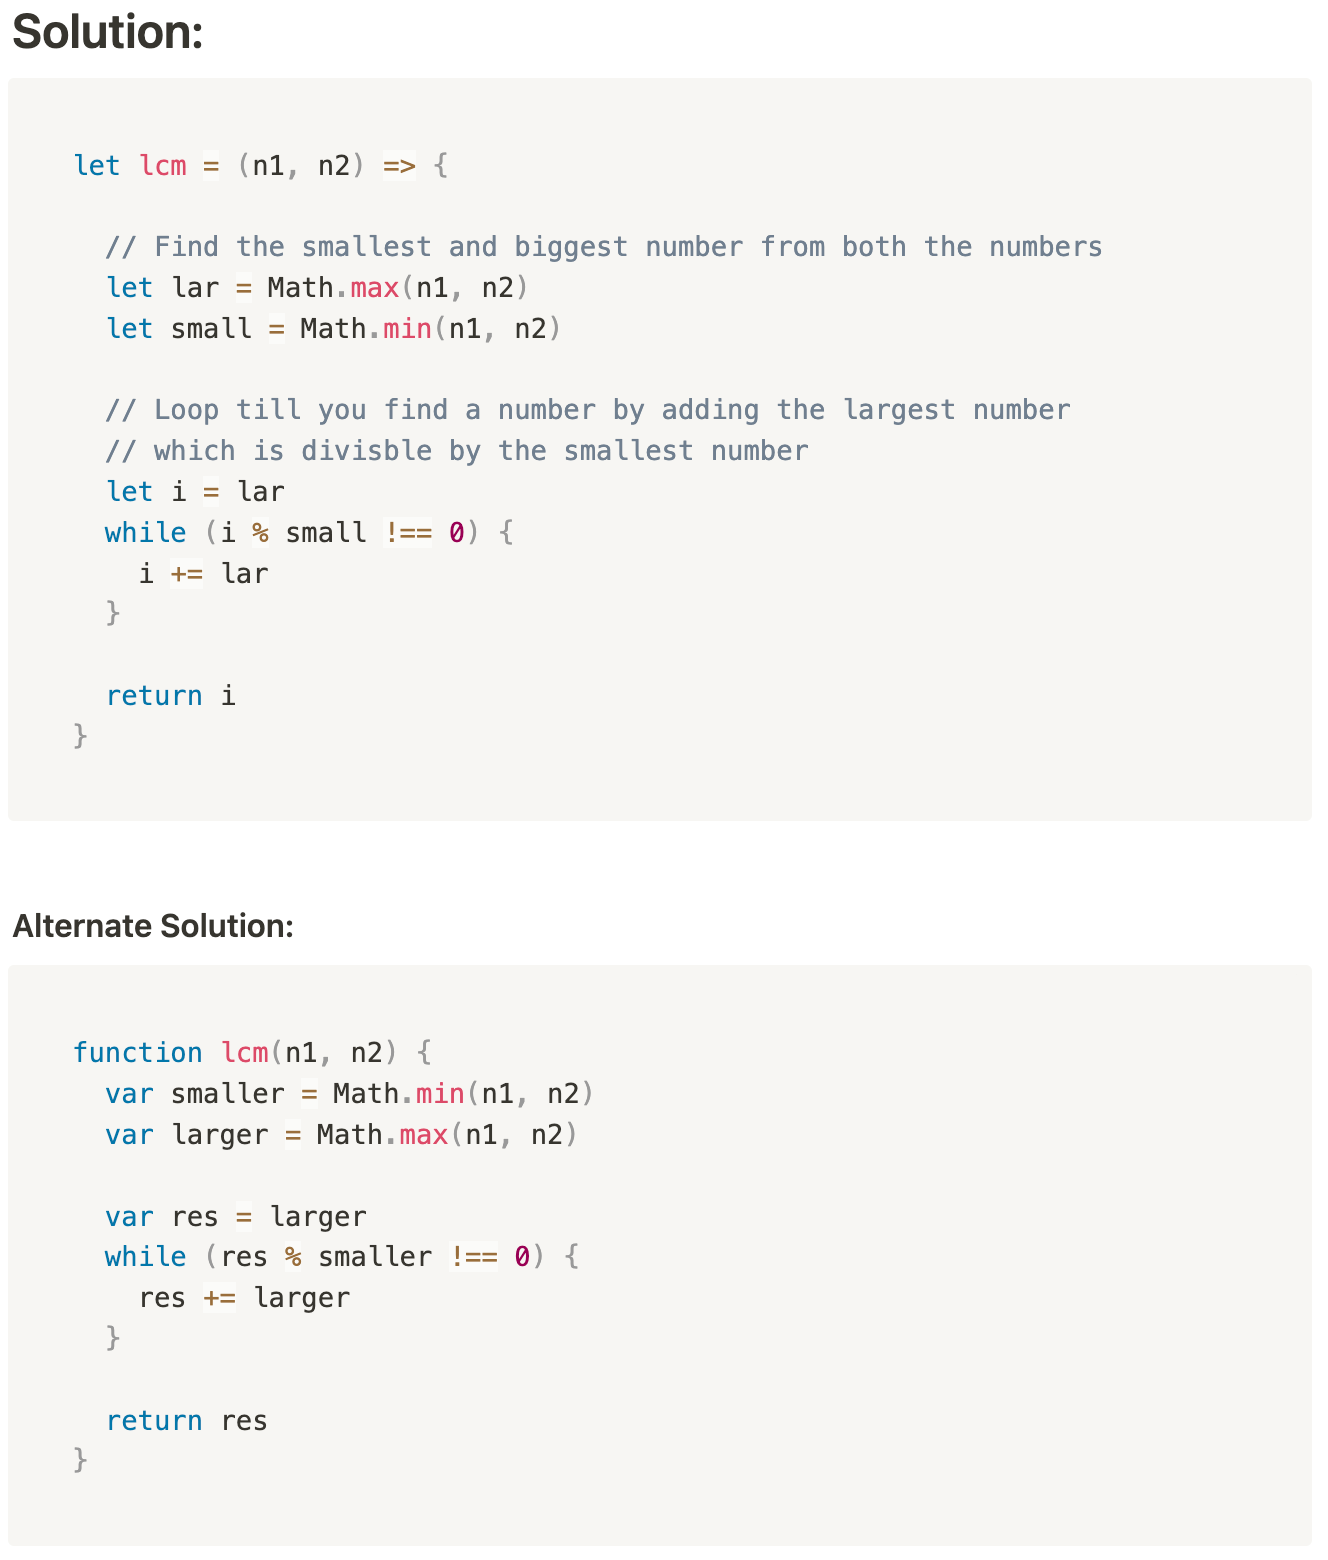 Solution:
let lcm = (n1, n2) => {
// Find the smallest and biggest number from both the numbers
let lar = Math.max(n1, n2)
let small = Math.min(n1, n2)
// Loop till you find a number by adding the largest number
// which is divisble by the smallest number
let i = lar
while (i % small !== 0) {
i += lar
}
return i
}
Alternate Solution:
function lcm(n1, n2) {
var smaller = Math.min(n1, n2)
var larger = Math.max(n1, n2)
var res = larger
while (res % smaller !== 0) {
res += larger
}
return res
}